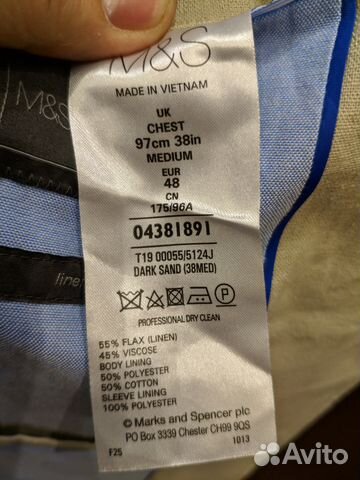 M&S
MADE IN VIETNAM
UK
CHEST
97cm 38in
MEDIUM
EUR
48
CN
175/96A
04381891
T19 00055/5124J
DARK SAND (38MED)
P
PROFESSIONAL DRY CLEAN
55% FLAX (LINEN)
45% VISCOSE
BODY LINING
50% POLYESTER
50% COTTON
SLEEVE LINING
100% POLYESTER
© Marks and Spencer plc
PO Box 3339 Chester CH99 9QS
F25 1013
M&S
linen
Avito